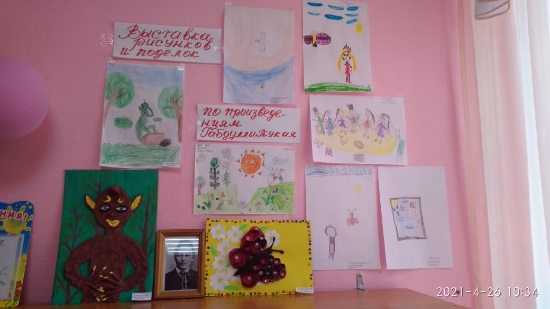 Выставка
рисунков
и поделок
по произведе-
ниям
Габдуллы Тукая
2021-4-26 10:34